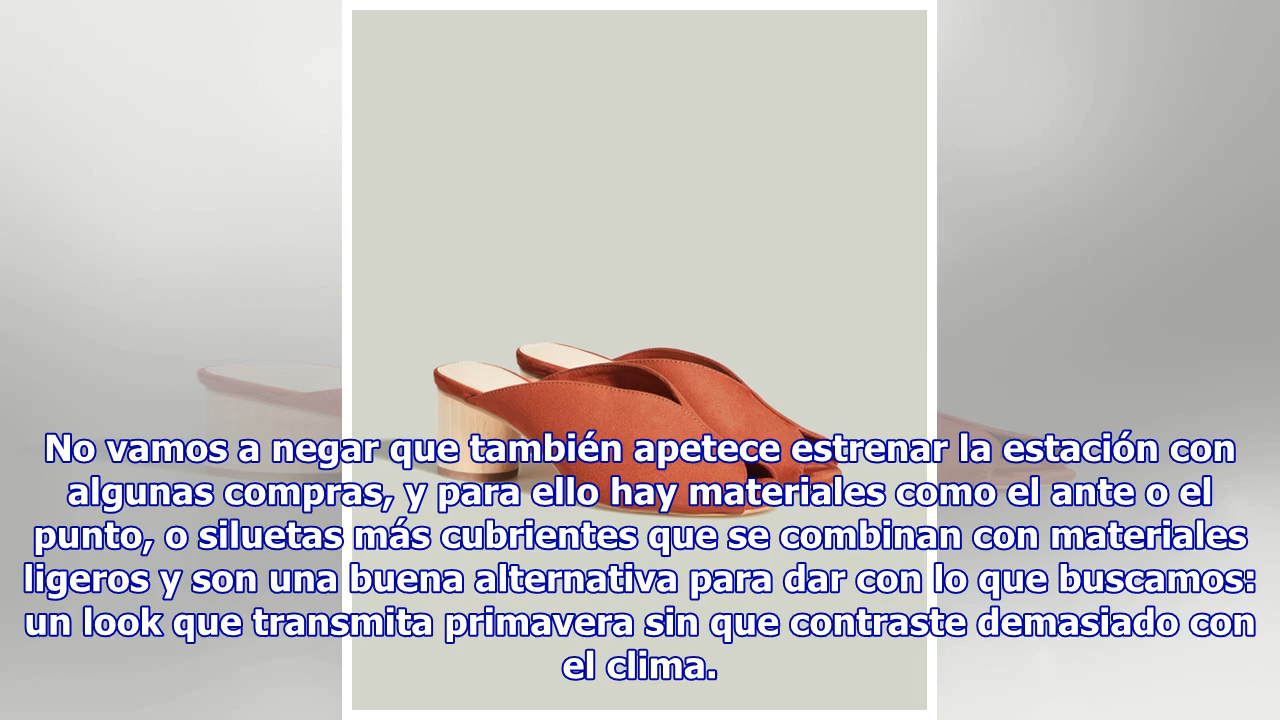 No vamos a negar que también apetece estrenar la estación con
algunas compras, y para ello hay materiales como el ante o el
punto, o siluetas más cubrientes que se combinan con materiales
ligeros y son una buena alternativa para dar con lo que buscamos:
un look que transmita primavera sin que contraste demasiado con
el clima.